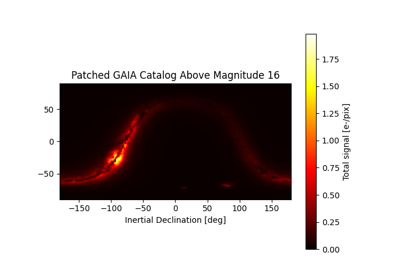 Patched GAIA Catalog Above Magnitude 16
50
0
−50
−150 −100 −50 0 50 100 150
Inertial Declination [deg]
1.75
1.50
1.25
1.00
0.75
0.50
0.25
0.00
Total signal [e-/pix]